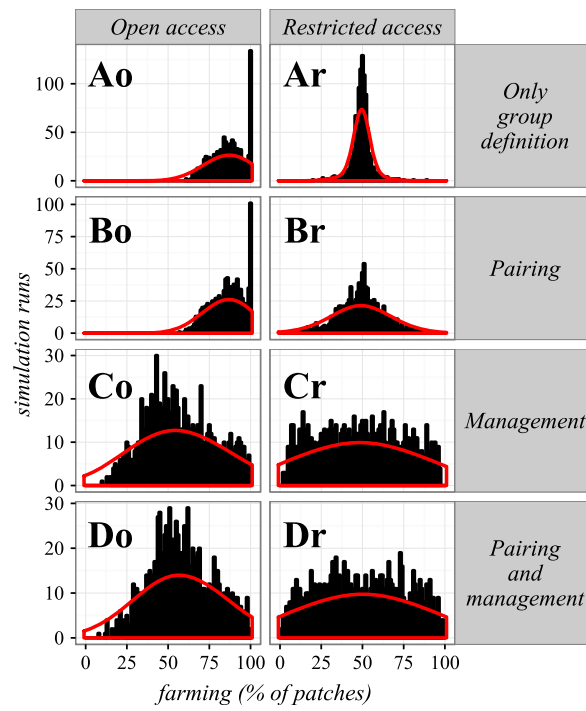 Open access
Restricted access
Ao
Ar
Only
group
definition
100
50
0
Bo
Br
Pairing
100
75
50
25
0
Co
Cr
Management
30
20
10
0
Do
Dr
Pairing
and
management
30
20
10
0
0 25 50 75 100
0 25 50 75 100
simulation runs
farming (% of patches)